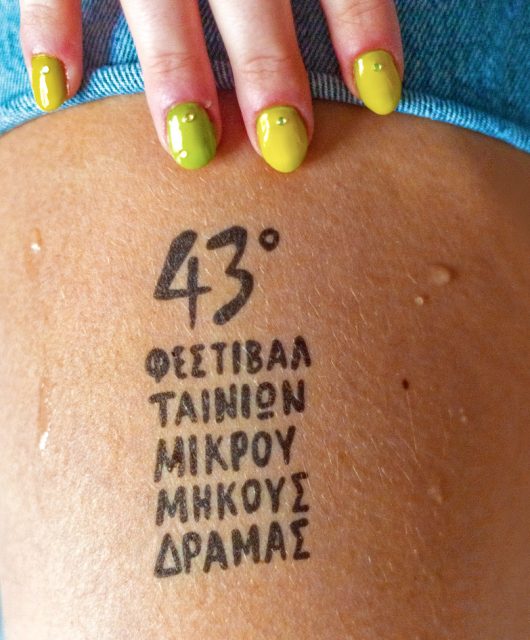 43°
ΦΕΣΤΙΒΑΛ
ΤΑΙΝΙΩΝ
ΜΙΚΡΟΥ
ΜΗΚΟΥΣ
ΔΡΑΜΑΣ